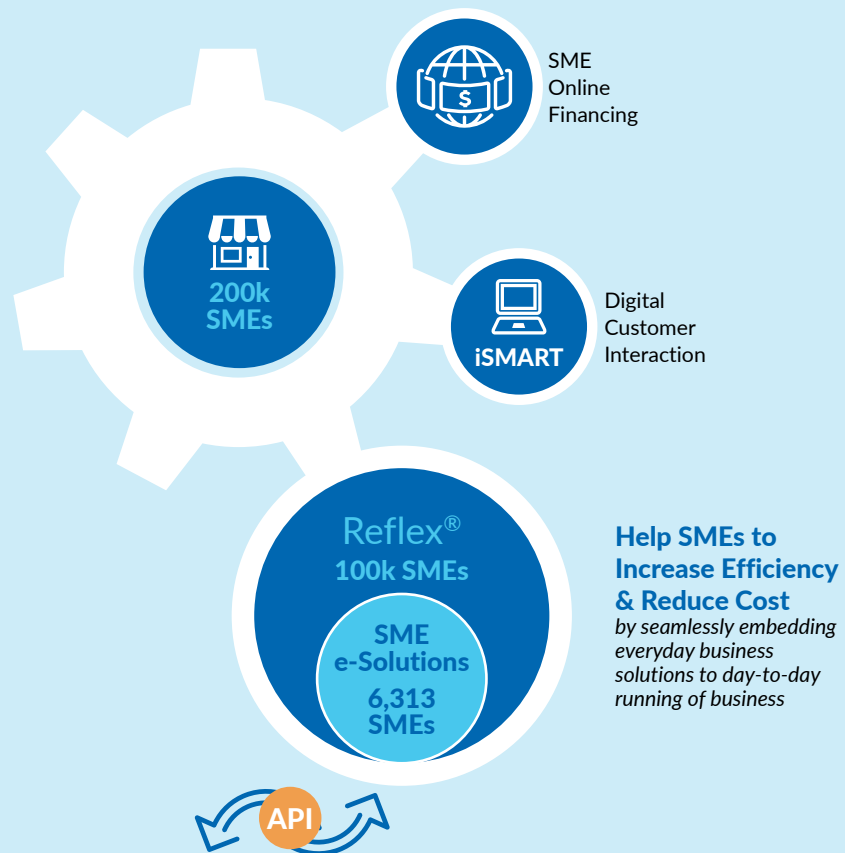 SME
Online
Financing
$
200k
SMEs
iSMART
Digital
Customer
Interaction
Reflex®
100k SMEs
SME
e-Solutions
6,313
SMEs
Help SMEs to
Increase Efficiency
& Reduce Cost
by seamlessly embedding
everyday business
solutions to day-to-day
running of business
API